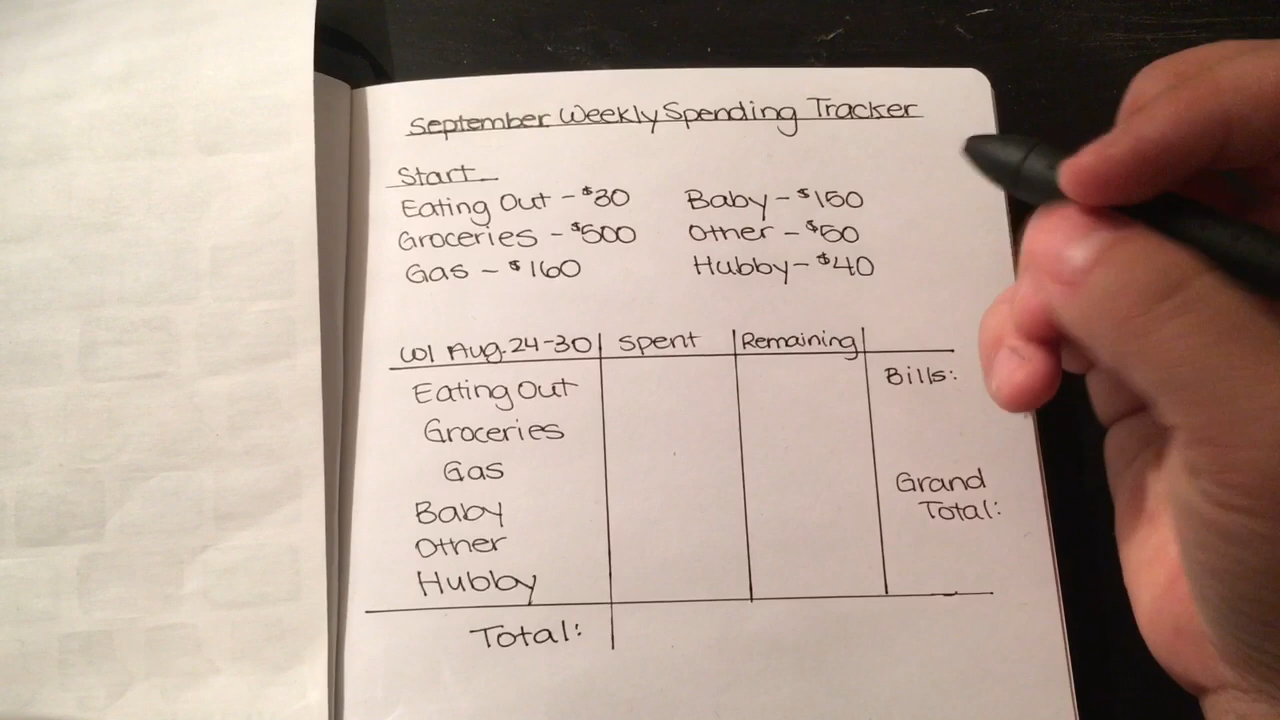 September Weekly Spending Tracker
Start
Eating Out - $30 Baby - $150
Groceries - $500 Other - $50
Gas - $160 Hubby - $40
W1 Aug. 24-30 Spent Remaining
Eating Out Bills:
Groceries
Gas Grand
Baby Total:
Other
Hubby
Total: